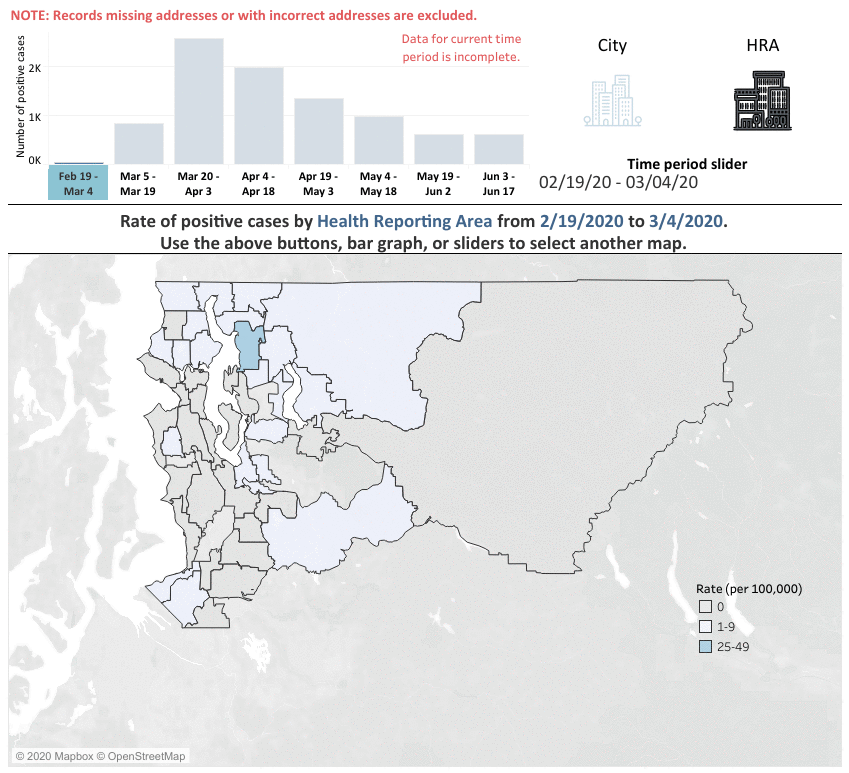 NOTE: Records missing addresses or with incorrect addresses are excluded.
Number of positive cases
2K
1K
0K
Data for current time
period is incomplete.
Feb 19 -
Mar 4
Mar 5 -
Mar 19
Mar 20 -
Apr 3
Apr 4 -
Apr 18
Apr 19 -
May 3
May 4 -
May 18
May 19 -
Jun 2
Jun 3 -
Jun 17
City
HRA
Time period slider
02/19/20 - 03/04/20
Rate of positive cases by Health Reporting Area from 2/19/2020 to 3/4/2020.
Use the above buttons, bar graph, or sliders to select another map.
Rate (per 100,000)
0
1-9
25-49
© 2020 Mapbox © OpenStreetMap